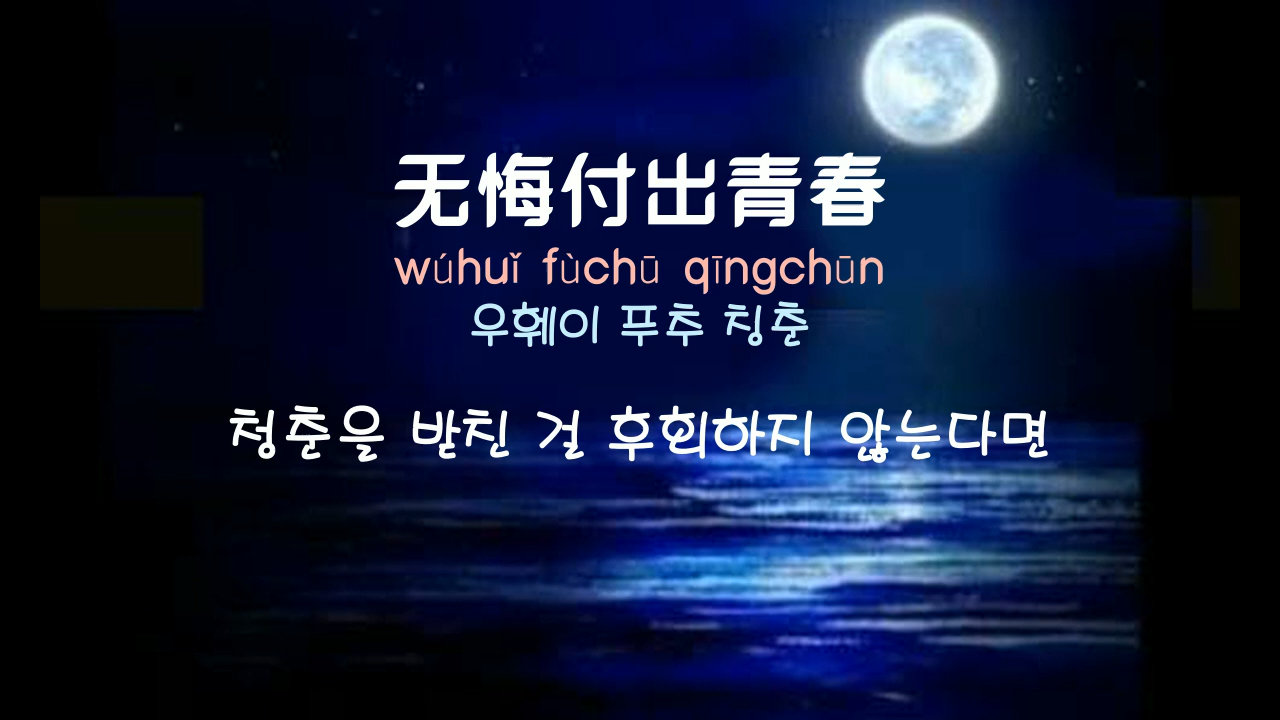 无悔付出青春
wúhuǐ fùchū qīngchūn
우훼이 푸추 칭춘
청춘을 받친 걸 후회하지 않는다면